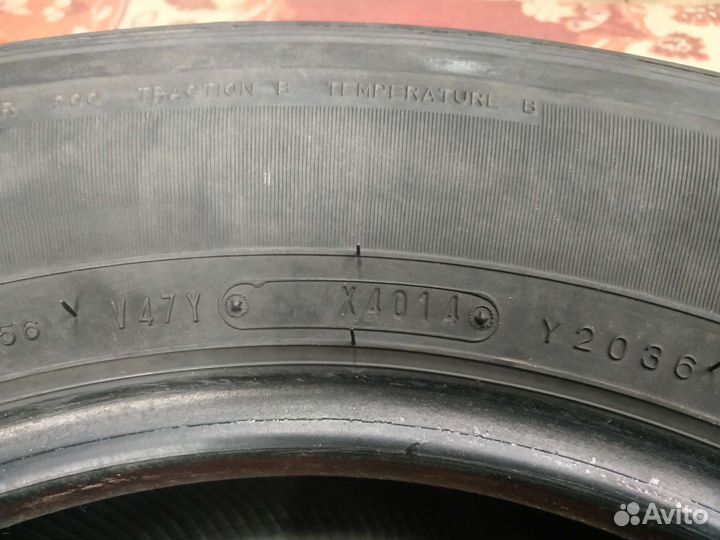 TRACTION B TEMPERATURE B
56 V47Y X4014 Y2036
Avito